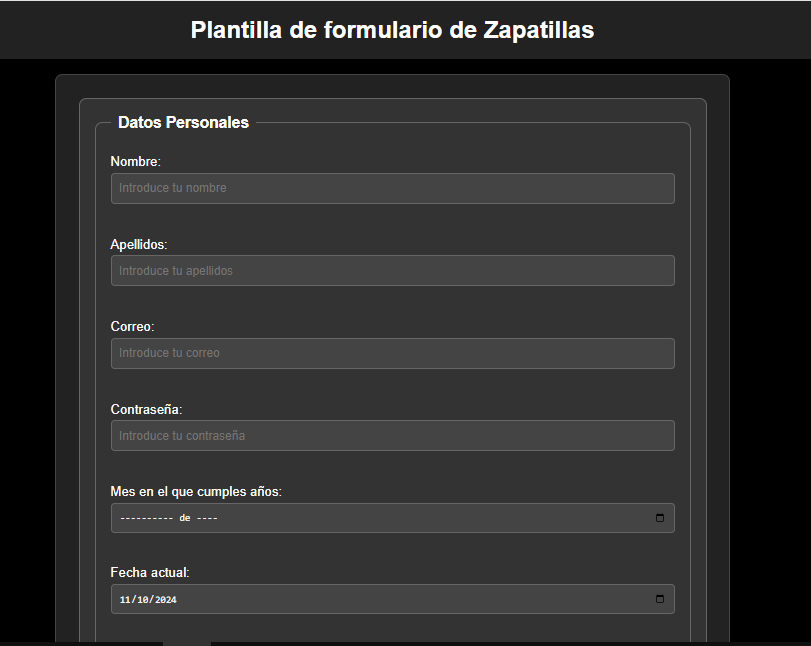 Plantilla de formulario de Zapatillas
Datos Personales
Nombre:
Introduce tu nombre
Apellidos:
Introduce tu apellidos
Correo:
Introduce tu correo
Contraseña:
Introduce tu contraseña
Mes en el que cumples años:
---------- de ----
Fecha actual:
11/10/2024